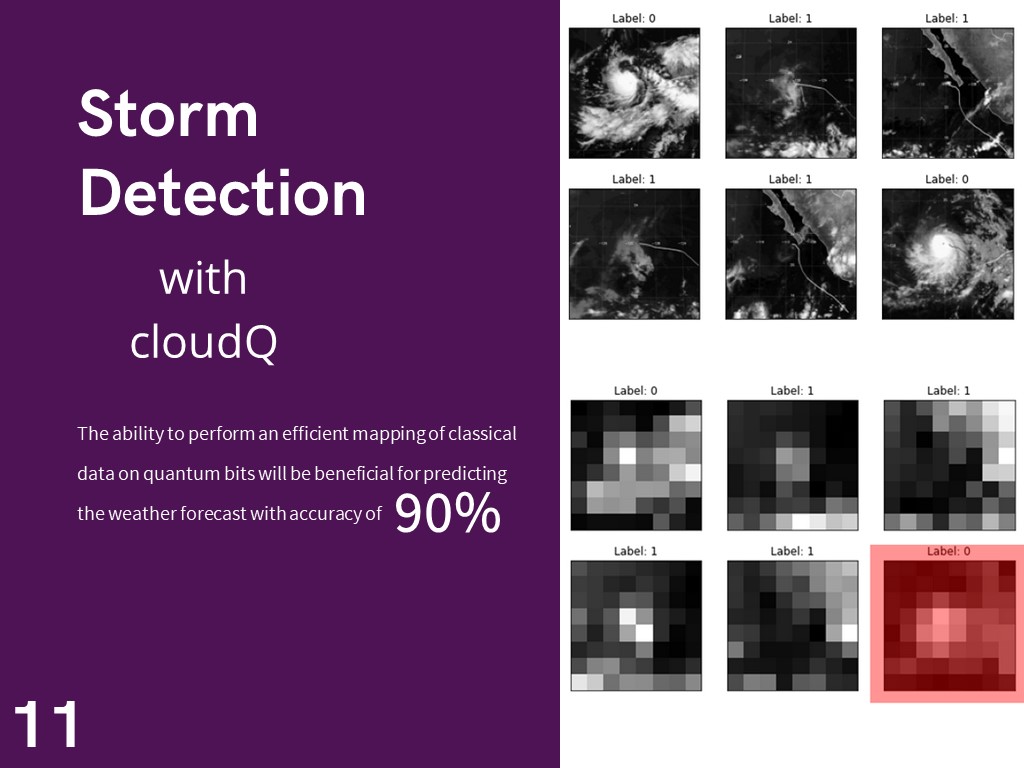 Storm
Detection
with
cloudQ
The ability to perform an efficient mapping of classical
data on quantum bits will be beneficial for predicting
the weather forecast with accuracy of 90%
11
Label: 0
Label: 1
Label: 1
Label: 1
Label: 1
Label: 0
Label: 0
Label: 1
Label: 1
Label: 1
Label: 1
Label: 0